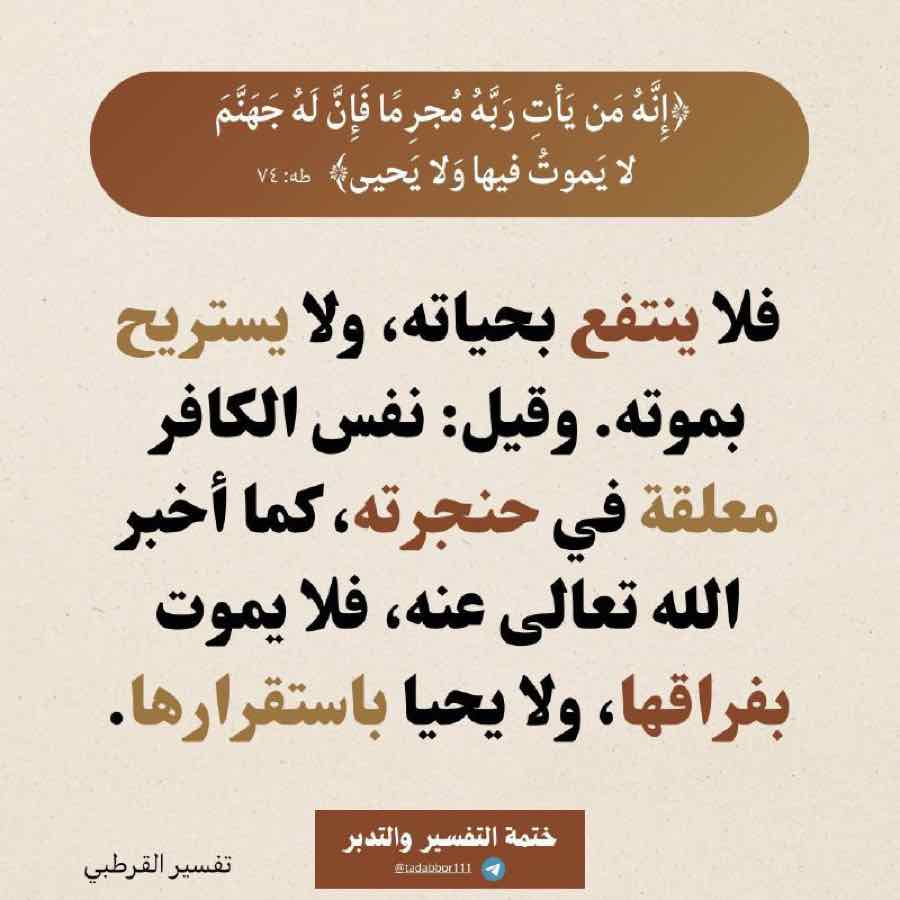 ﴿إِنَّهُ مَن يَأتِ رَبَّهُ مُجرِمًا فَإِنَّ لَهُ جَهَنَّمَ
لا يَموتُ فيها وَلا يَحيى﴾ طه: ٧٤
فلا ينتفع بحياته، ولا يستريح
بموته. وقيل: نفس الكافر
معلقة في حنجرته، كما أخبر
الله تعالى عنه، فلا يموت
بفراقها، ولا يحيا باستقرارها.
ختمة التفسير والتدبر
@tadabbor111
تفسير القرطبي